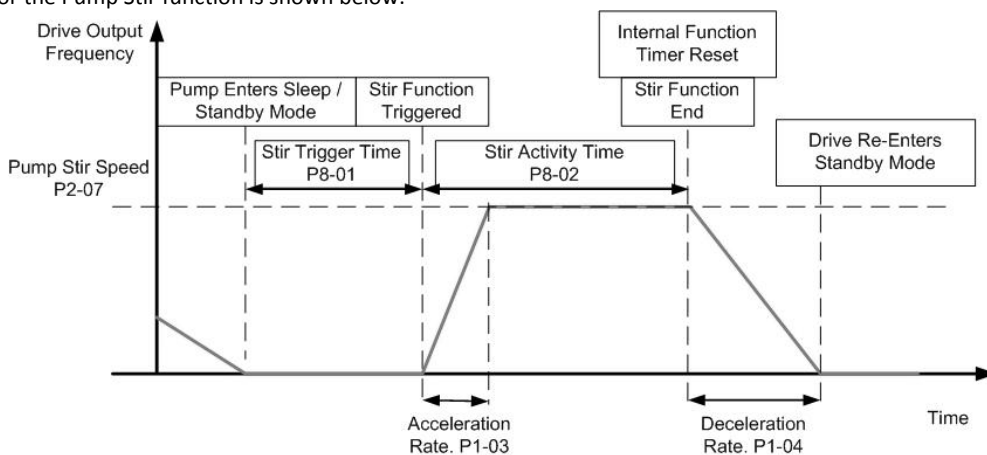 or the Pump Stir function is shown below:
Drive Output
Frequency
Internal Function
Timer Reset
Pump Enters Sleep /
Standby Mode
Stir Function
Triggered
Stir Function
End
Drive Re-Enters
Standby Mode
Stir Trigger Time
P8-01
Stir Activity Time
P8-02
Pump Stir Speed
P2-07
Acceleration
Rate. P1-03
Deceleration
Rate. P1-04
Time